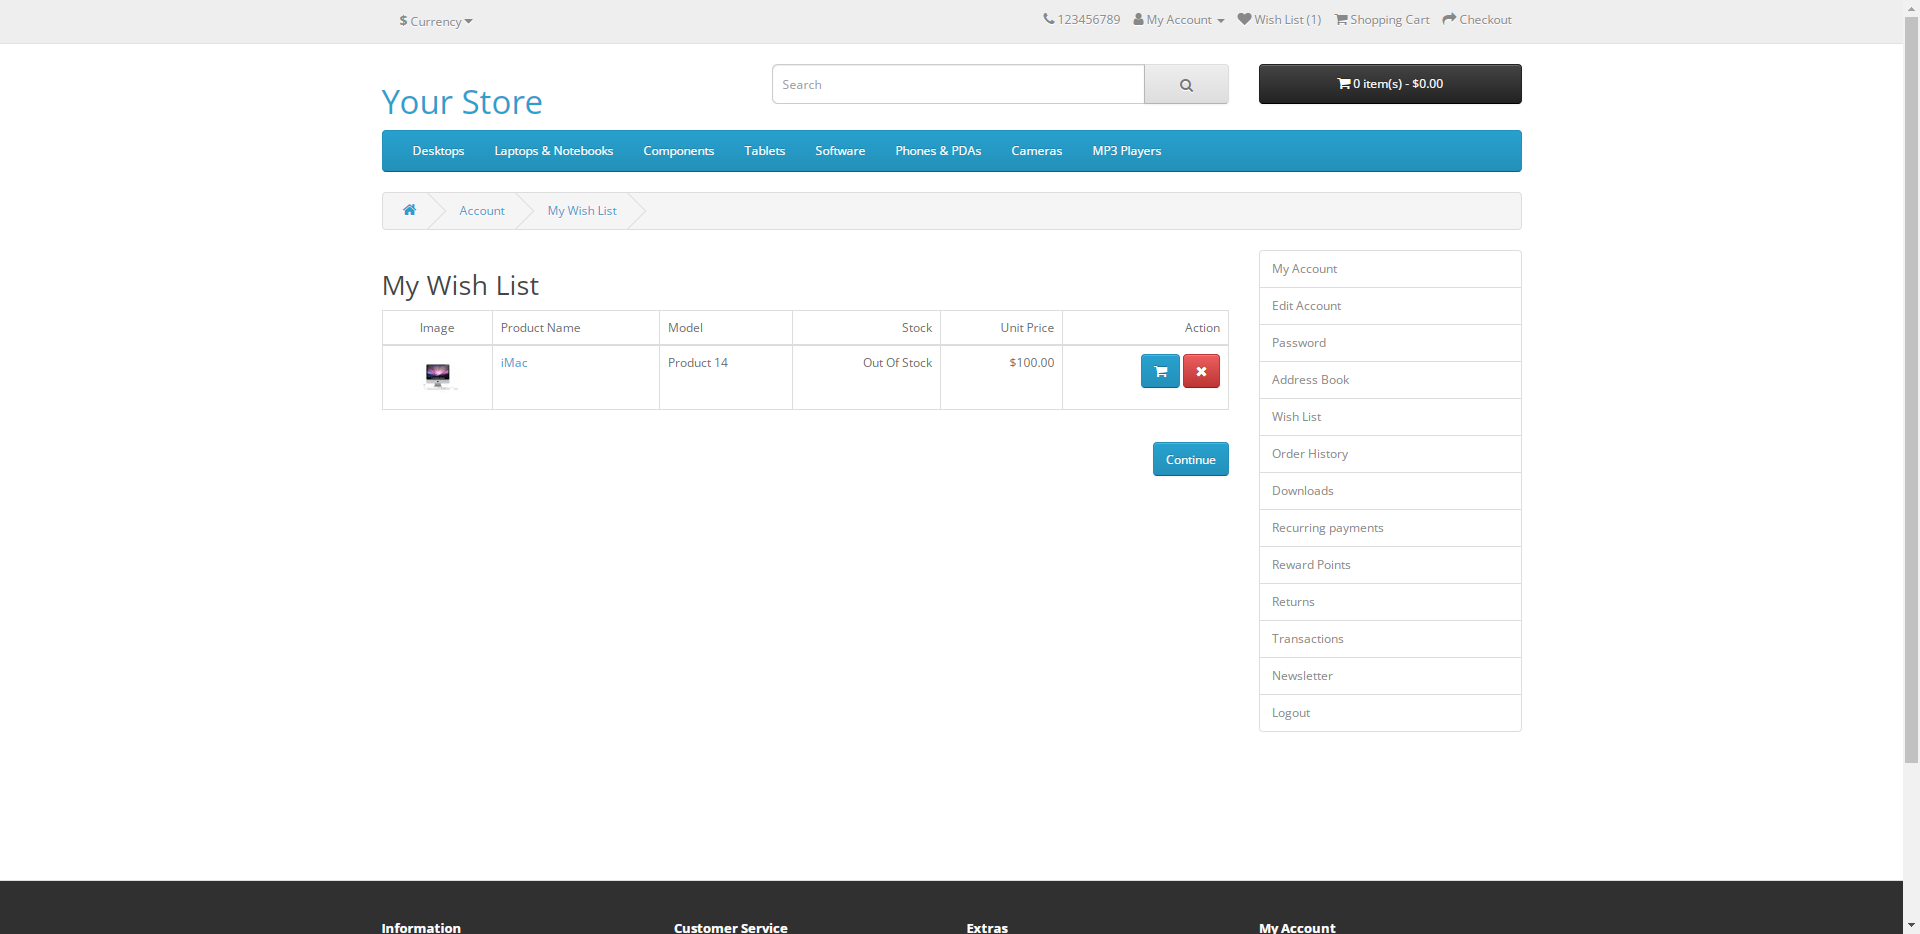 $ Currency
123456789 My Account Wish List (1) Shopping Cart Checkout
Your Store
Search
0 item(s) - $0.00
Desktops Laptops & Notebooks Components Tablets Software Phones & PDAs Cameras MP3 Players
Account My Wish List
My Wish List
Image Product Name Model Stock Unit Price Action
iMac Product 14 Out Of Stock $100.00
Continue
My Account
Edit Account
Password
Address Book
Wish List
Order History
Downloads
Recurring payments
Reward Points
Returns
Transactions
Newsletter
Logout
Information Customer Service Extras My Account